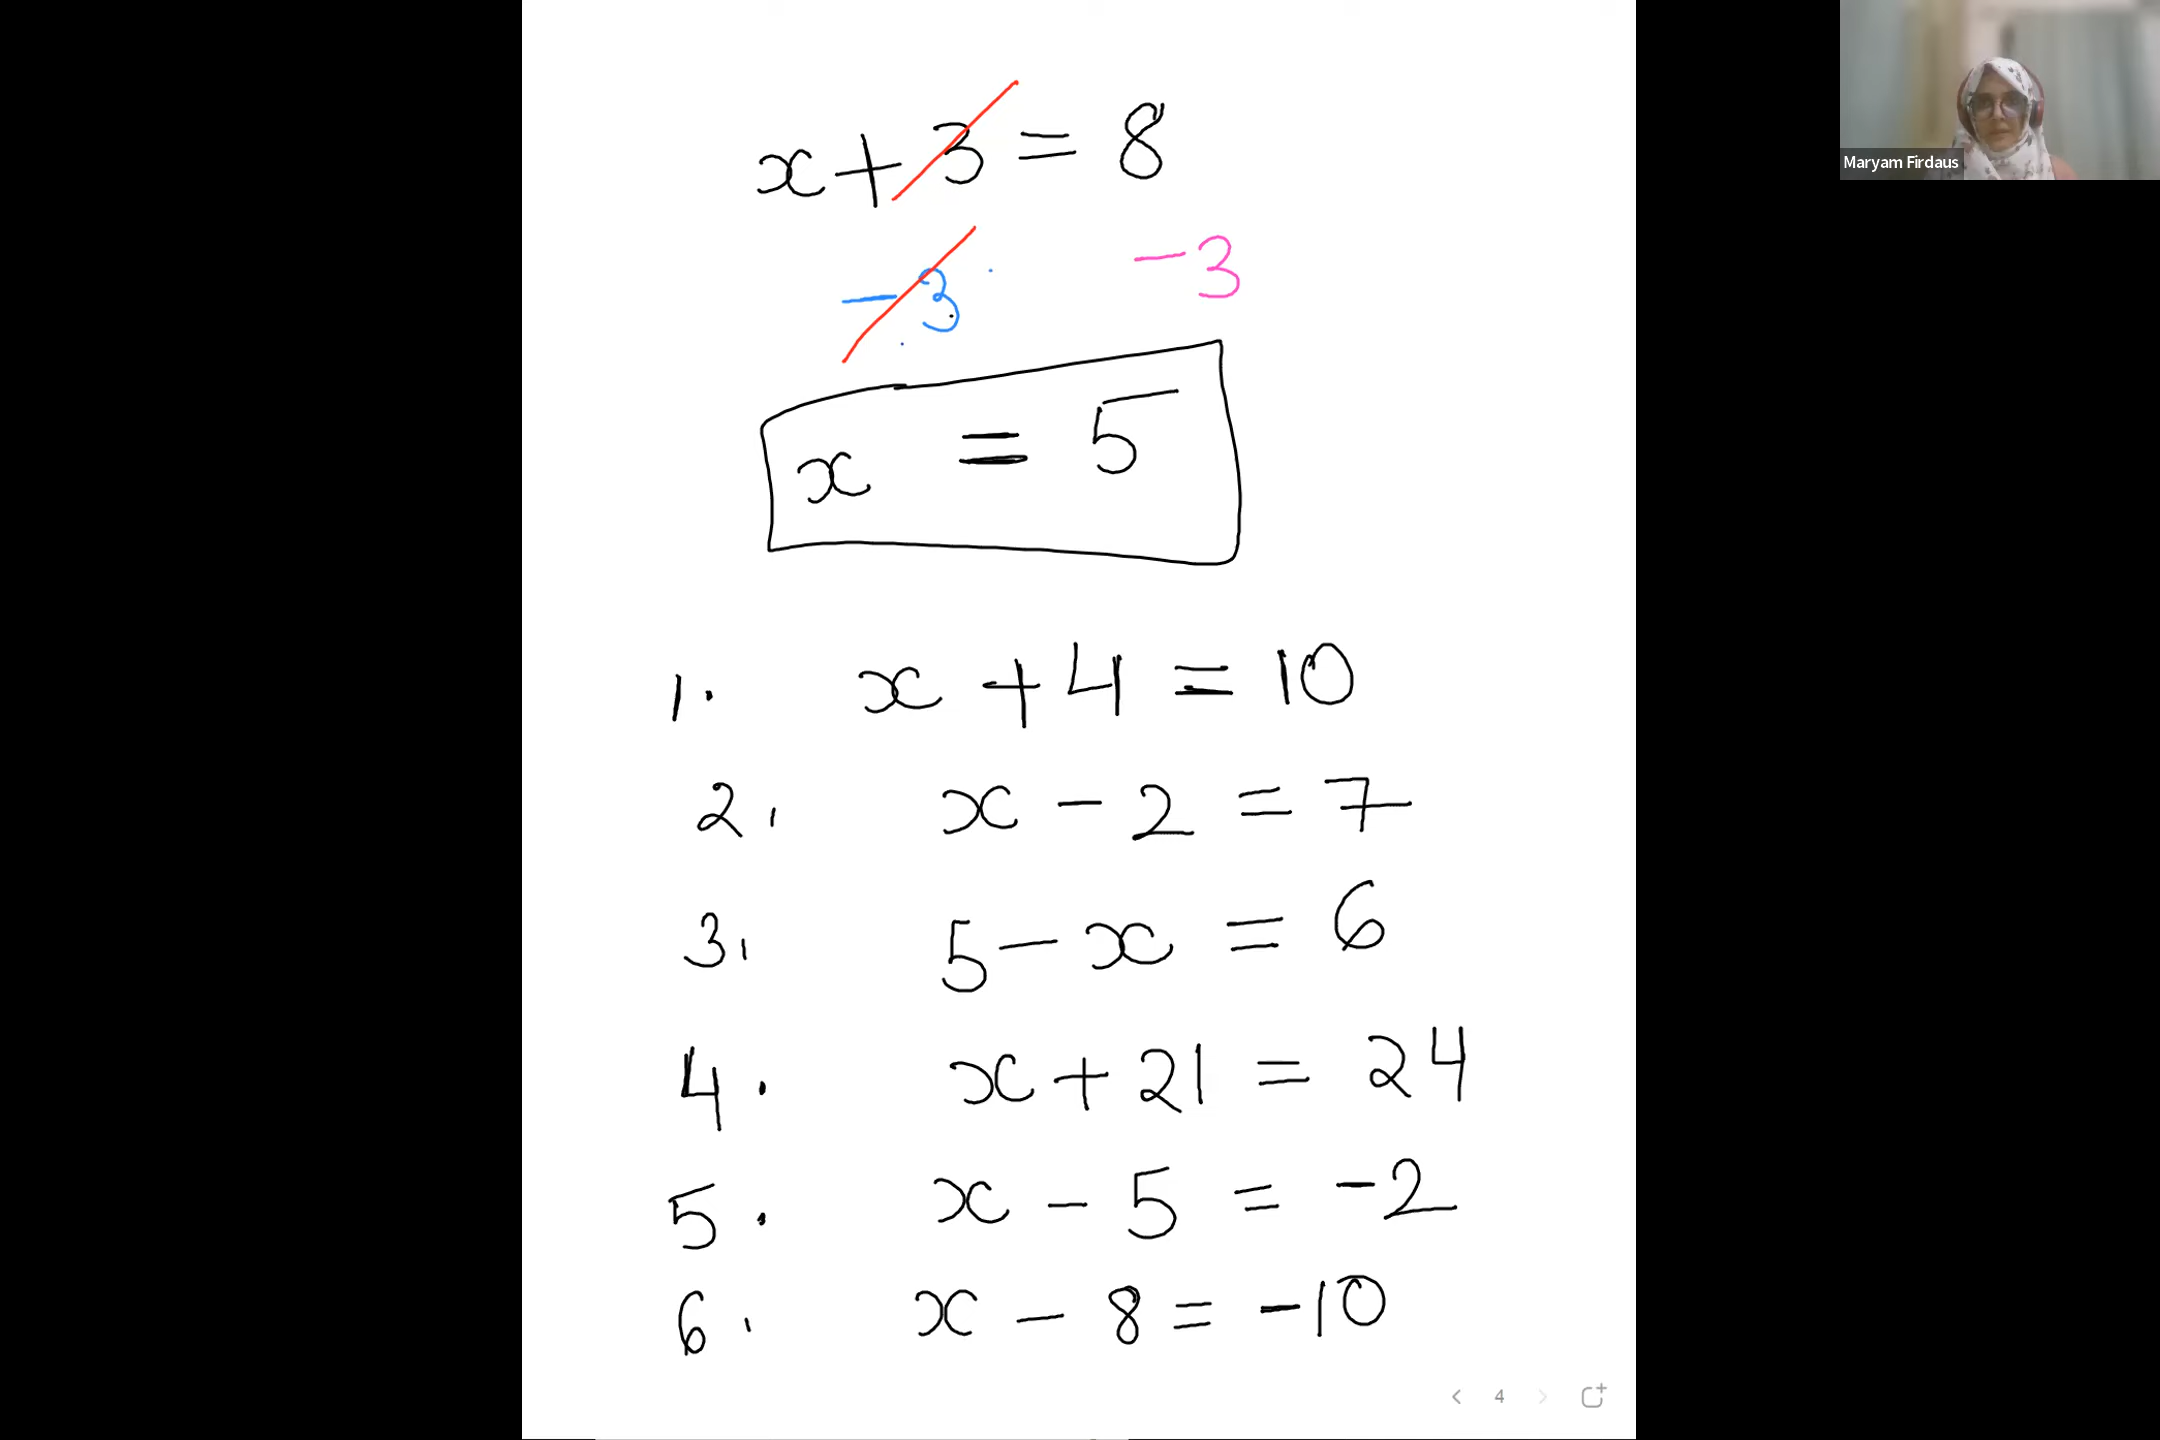 x + 3 = 8
- 3 - 3
x = 5
1. x + 4 = 10
2. x - 2 = 7
3. 5 - x = 6
4. x + 21 = 24
5. x - 5 = -2
6. x - 8 = -10
4
Maryam Firdaus